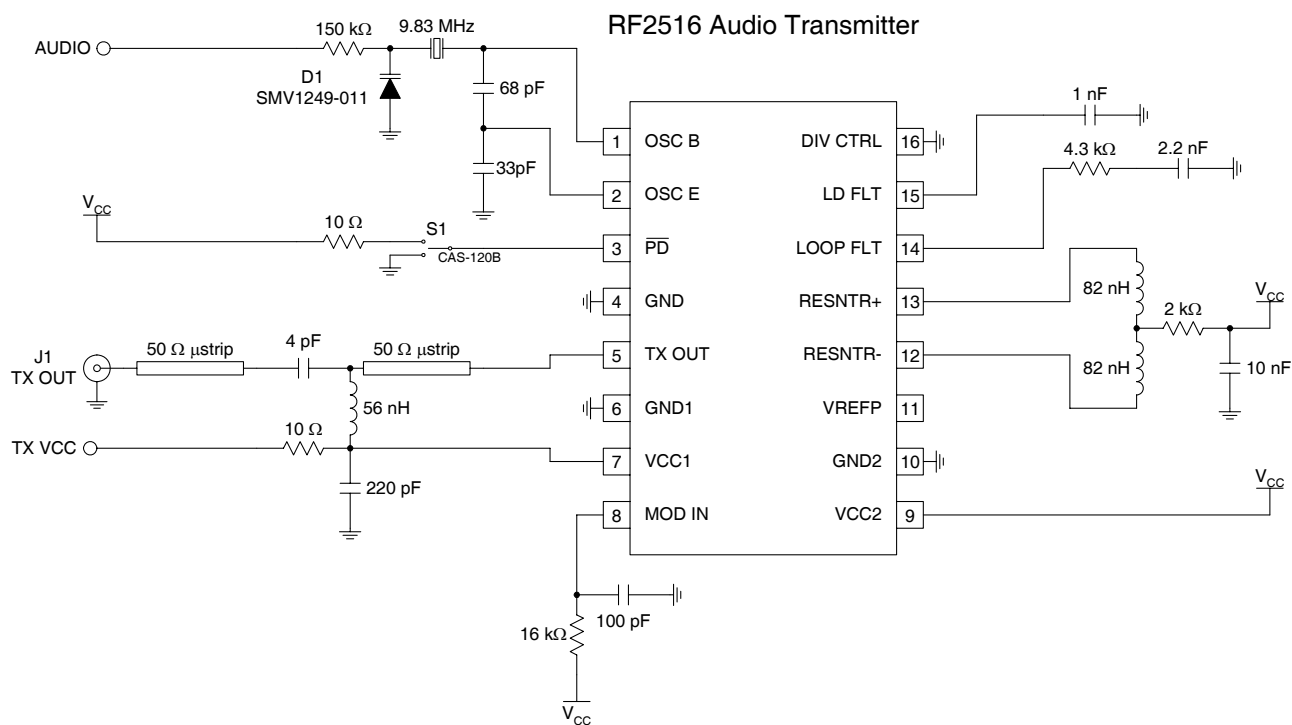 RF2516 Audio Transmitter
AUDIO
150 kΩ
9.83 MHz
D1
SMV1249-011
68 pF
33pF
1 nF
4.3 kΩ
2.2 nF
1 OSC B
DIV CTRL 16
2 OSC E
LD FLT 15
V_CC
10 Ω
S1
CAS-120B
3 PD
LOOP FLT 14
4 GND
RESNTR+ 13
82 nH
2 kΩ
V_CC
J1
TX OUT
50 Ω µstrip
4 pF
50 Ω µstrip
5 TX OUT
RESNTR- 12
82 nH
10 nF
56 nH
6 GND1
VREFP 11
TX VCC
10 Ω
7 VCC1
GND2 10
220 pF
8 MOD IN
VCC2 9
V_CC
100 pF
16 kΩ
V_CC